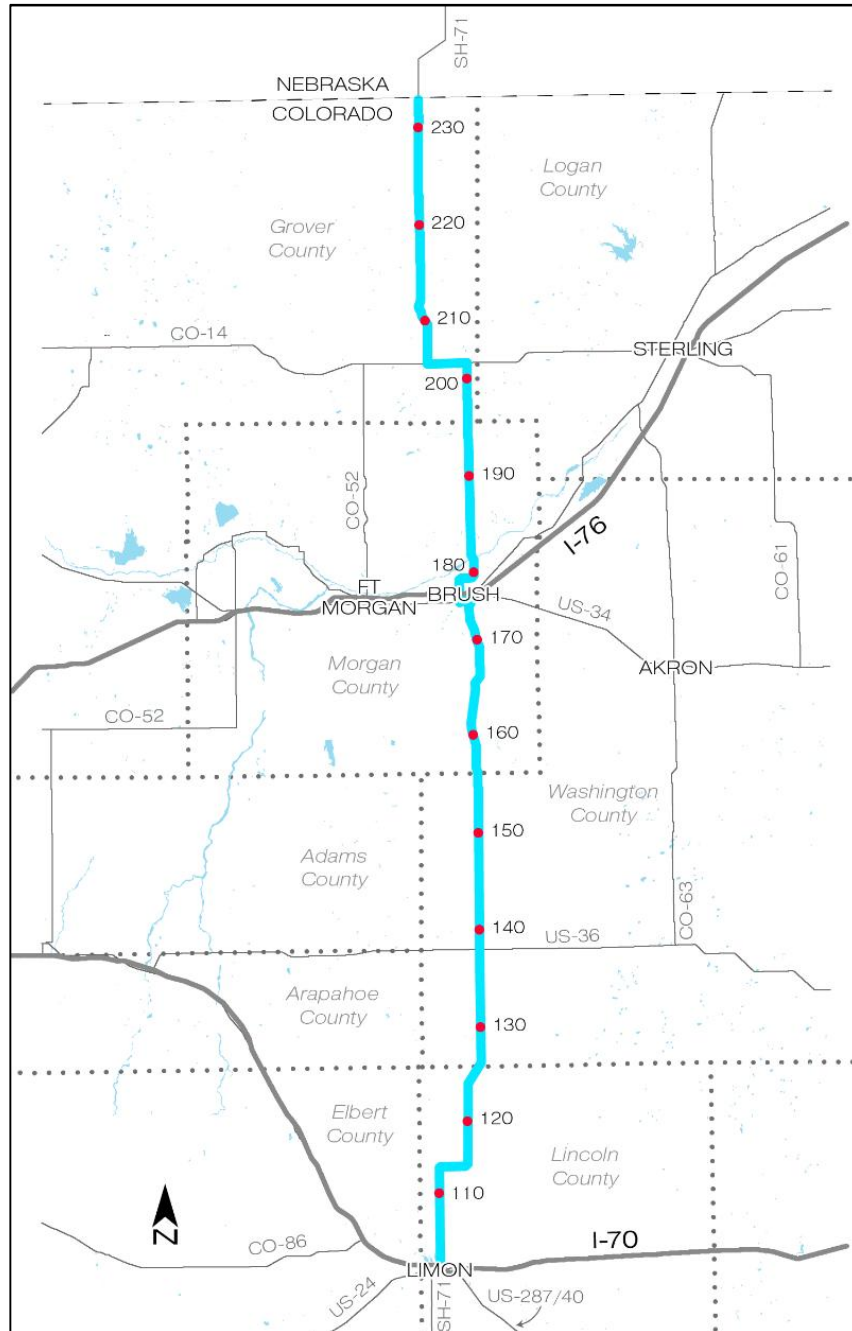 SH-71
NEBRASKA
COLORADO
230
Logan
County
Grover
County
220
210
CO-14
STERLING
200
CO-52
190
I-76
180
FT
MORGAN
BRUSH
US-34
CO-61
170
Morgan
County
AKRON
CO-52
160
Washington
County
150
Adams
County
CO-63
140
US-36
Arapahoe
County
130
Elbert
County
120
Lincoln
County
110
N
CO-86
I-70
LIMON
US-24
SH-71
US-287/40